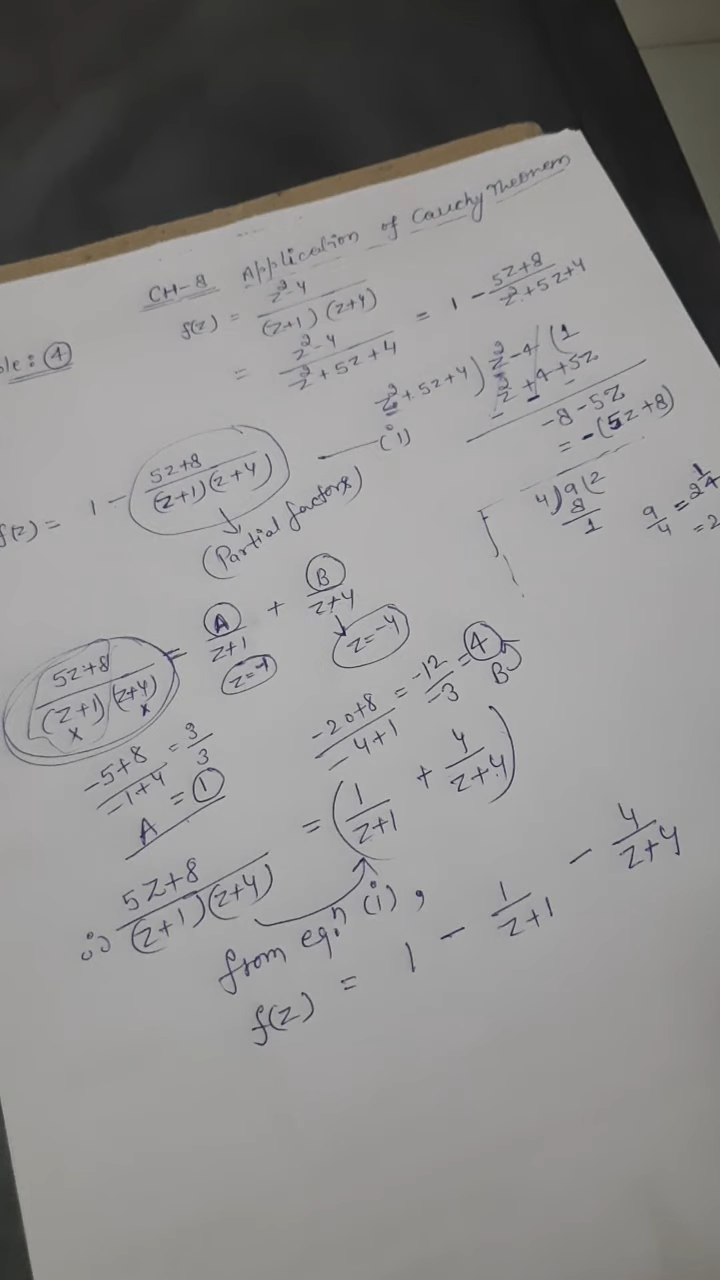 CH-8 Application of Cauchy Theorem
ple: (4)
f(z) = z²-4/(z+1)(z+4) = 1 - 5z+8/z²+5z+4
= z²-4/z²+5z+4
z²+5z+4) z²-4 (1
z²+4+5z
-8-5z
= -(5z+8)
f(z) = 1 - 5z+8/(z+1)(z+4) —(i)
(Partial factors)
4)9(2
8
1
9/4 = 2 1/4
= 2
5z+8/(z+1)(z+4) = A/z+1 + B/z+4
z=-1
z=-4
-5+8/-1+4 = 3/3
A = 1
-20+8/-4+1 = -12/-3 = 4
B
∴ 5z+8/(z+1)(z+4) = (1/z+1 + 4/z+4)
from eqⁿ (i),
f(z) = 1 - 1/z+1 - 4/z+4